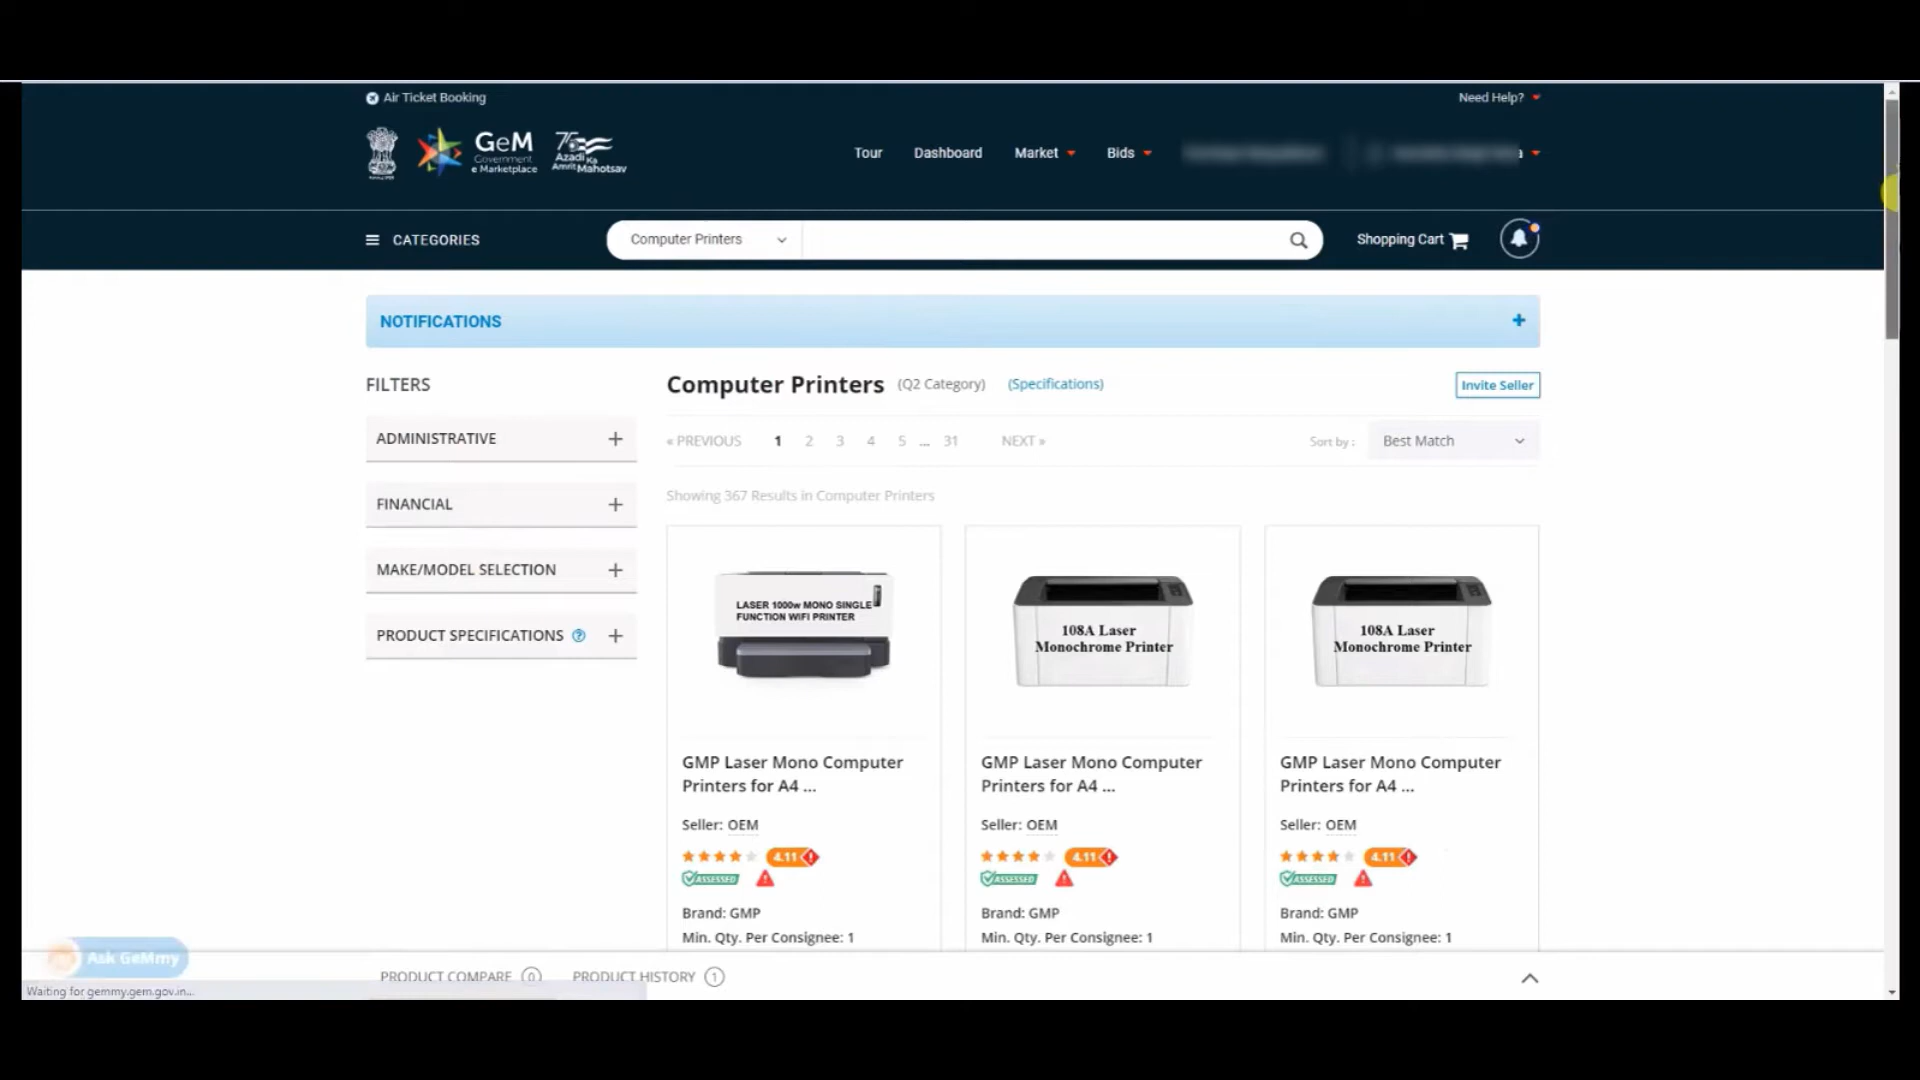 Air Ticket Booking
Need Help?
GeM
Government
e Marketplace
75
Azadi Ka
Amrit Mahotsav
Tour
Dashboard
Market
Bids
CATEGORIES
Computer Printers
Shopping Cart
NOTIFICATIONS
+
FILTERS
Computer Printers (Q2 Category) (Specifications)
Invite Seller
ADMINISTRATIVE +
« PREVIOUS 1 2 3 4 5 ... 31 NEXT »
Sort by : Best Match
FINANCIAL +
Showing 367 Results in Computer Printers
MAKE/MODEL SELECTION +
PRODUCT SPECIFICATIONS ? +
LASER 1000w MONO SINGLE
FUNCTION WIFI PRINTER
108A Laser
Monochrome Printer
108A Laser
Monochrome Printer
GMP Laser Mono Computer
Printers for A4 ...
Seller: OEM
4.11
ASSESSED
Brand: GMP
Min. Qty. Per Consignee: 1
GMP Laser Mono Computer
Printers for A4 ...
Seller: OEM
4.11
ASSESSED
Brand: GMP
Min. Qty. Per Consignee: 1
GMP Laser Mono Computer
Printers for A4 ...
Seller: OEM
4.11
ASSESSED
Brand: GMP
Min. Qty. Per Consignee: 1
Ask GeMmy
PRODUCT COMPARE 0
PRODUCT HISTORY 1
Waiting for gemmy.gem.gov.in...